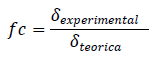 fc = δexperimental / δteorica